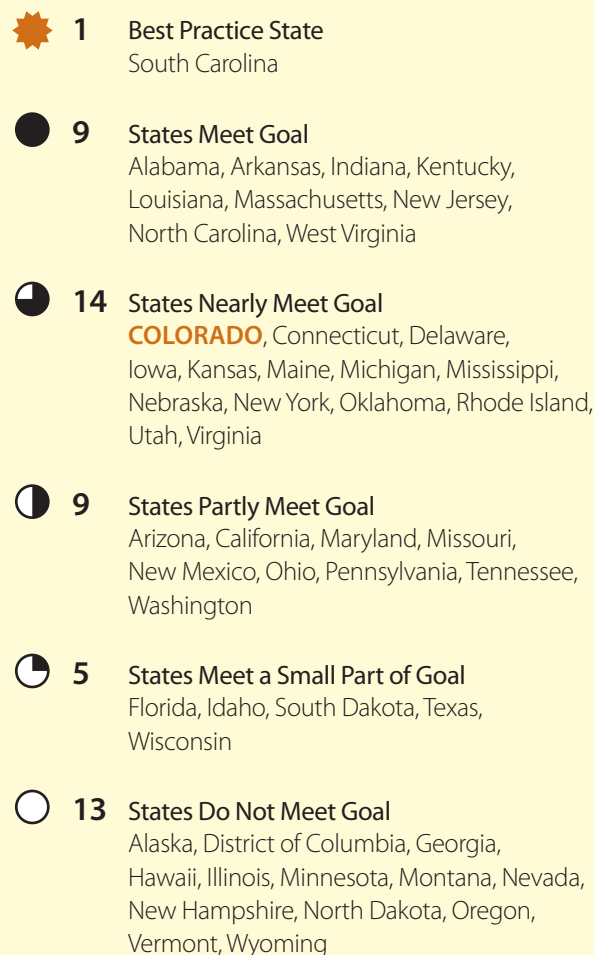 1 Best Practice State
South Carolina
9 States Meet Goal
Alabama, Arkansas, Indiana, Kentucky,
Louisiana, Massachusetts, New Jersey,
North Carolina, West Virginia
14 States Nearly Meet Goal
COLORADO, Connecticut, Delaware,
Iowa, Kansas, Maine, Michigan, Mississippi,
Nebraska, New York, Oklahoma, Rhode Island,
Utah, Virginia
9 States Partly Meet Goal
Arizona, California, Maryland, Missouri,
New Mexico, Ohio, Pennsylvania, Tennessee,
Washington
5 States Meet a Small Part of Goal
Florida, Idaho, South Dakota, Texas,
Wisconsin
13 States Do Not Meet Goal
Alaska, District of Columbia, Georgia,
Hawaii, Illinois, Minnesota, Montana, Nevada,
New Hampshire, North Dakota, Oregon,
Vermont, Wyoming